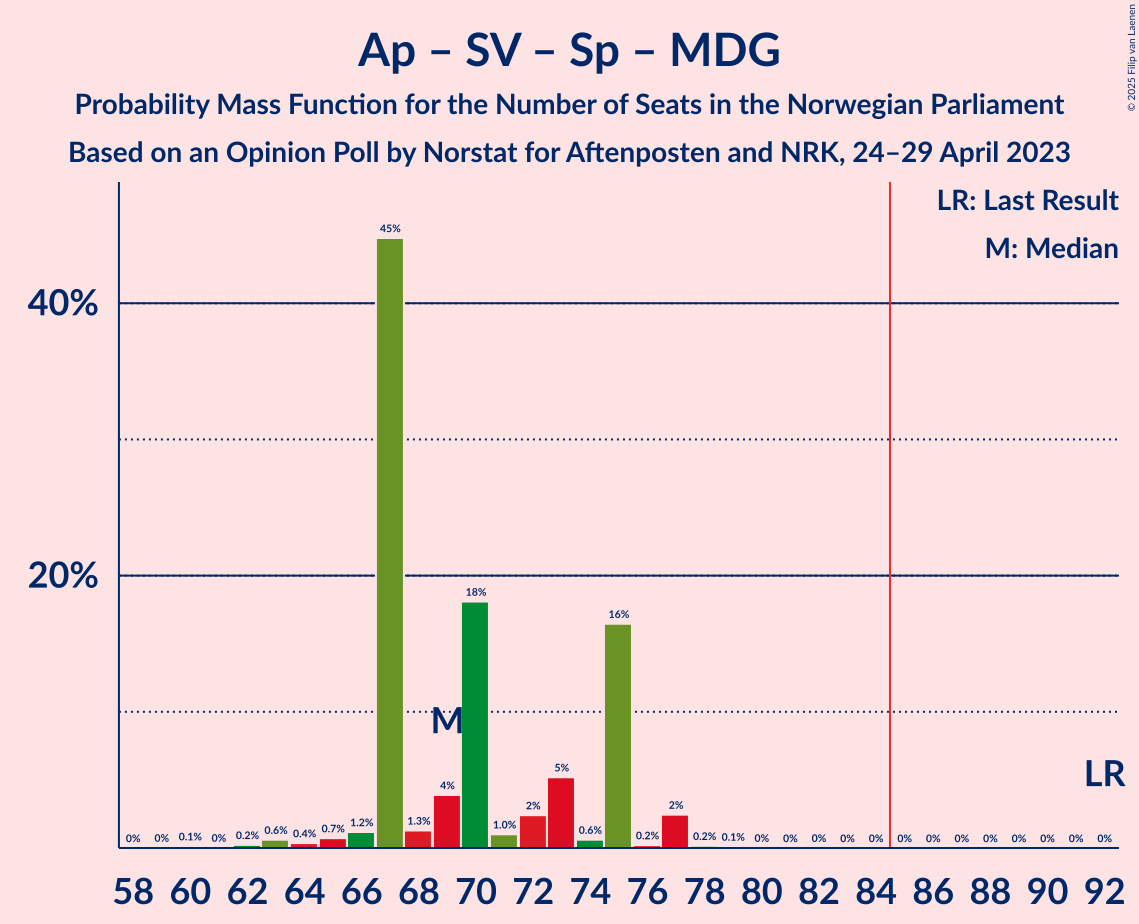 Ap – SV – Sp – MDG
Probability Mass Function for the Number of Seats in the Norwegian Parliament
Based on an Opinion Poll by Norstat for Aftenposten and NRK, 24–29 April 2023
© 2025 Filip van Laenen
LR: Last Result
M: Median
40%
20%
0% 0% 0.1% 0% 0.2% 0.6% 0.4% 0.7% 1.2% 45% 1.3% 4% 18% 1.0% 2% 5% 0.6% 16% 0.2% 2% 0.2% 0.1% 0% 0% 0% 0% 0% 0% 0% 0% 0% 0% 0% 0% 0%
M
LR
58 60 62 64 66 68 70 72 74 76 78 80 82 84 86 88 90 92